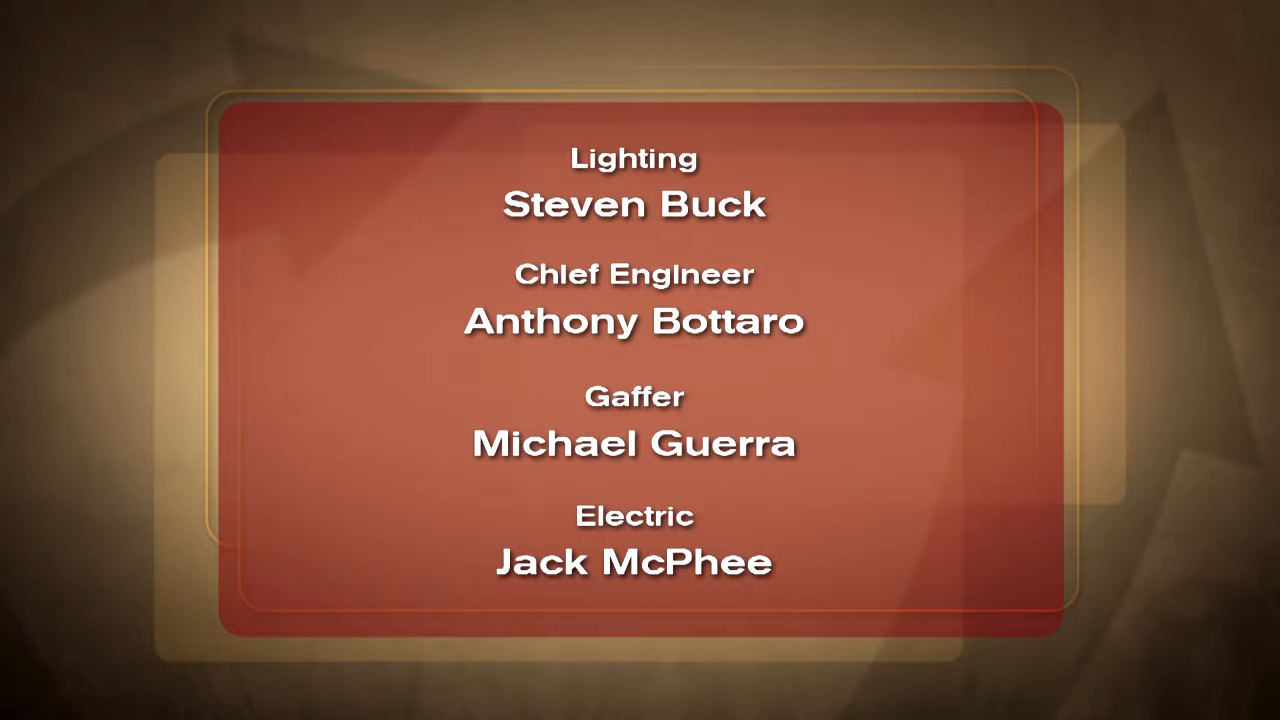 Lighting
Steven Buck
Chief Engineer
Anthony Bottaro
Gaffer
Michael Guerra
Electric
Jack McPhee